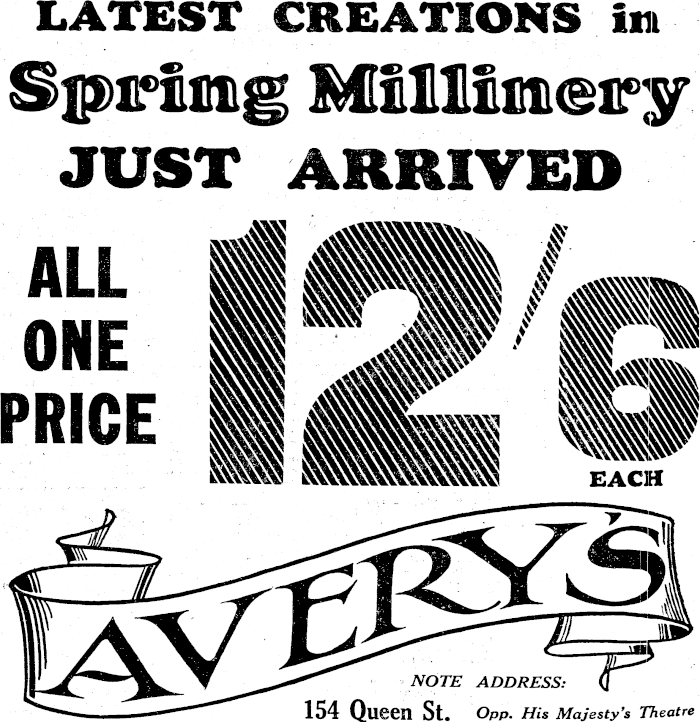 LATEST CREATIONS in
Spring Millinery
JUST ARRIVED
ALL
ONE
PRICE
12/6
EACH
AVERY'S
NOTE ADDRESS:
154 Queen St. Opp. His Majesty's Theatre